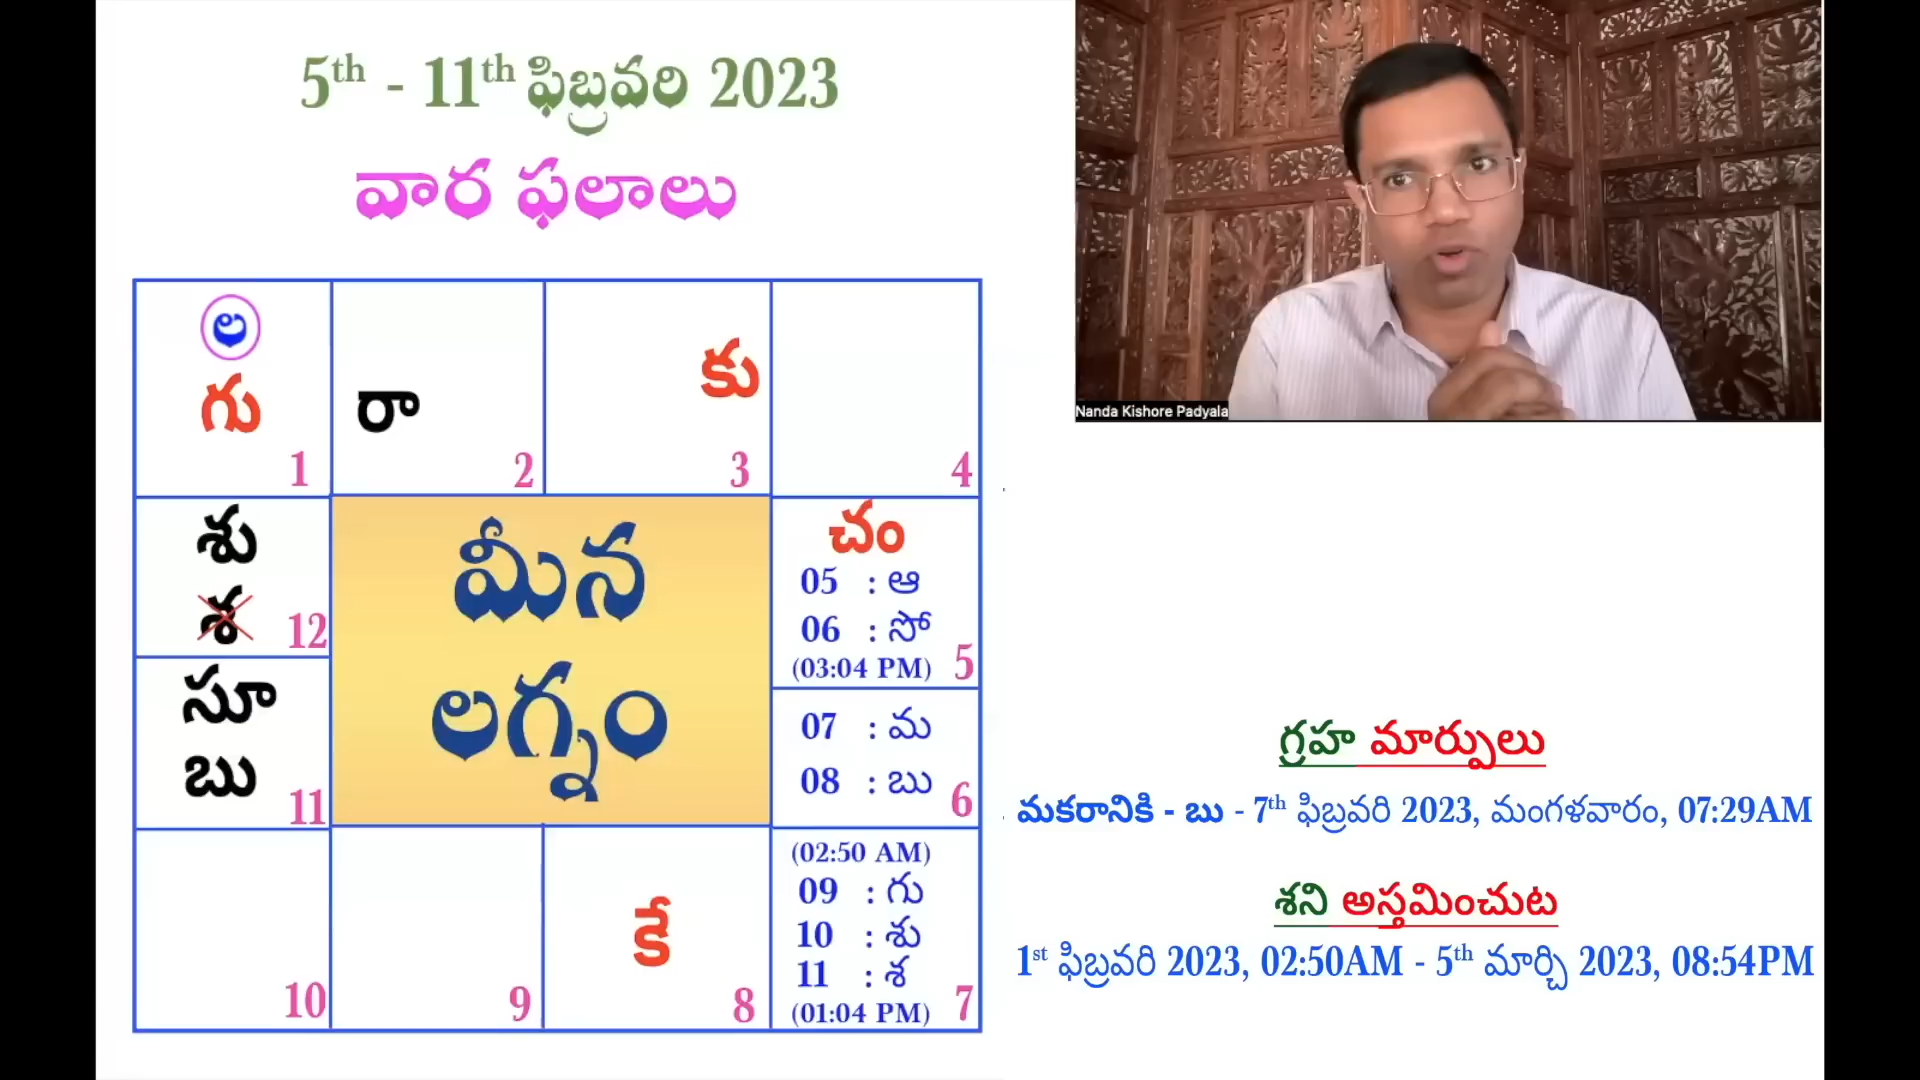 5th - 11th ఫిబ్రవరి 2023
వార ఫలాలు
ల
గు
1
రా
2
కు
3
4
శు
శ
12
మీన
లగ్నం
చం
05 : ఆ
06 : సో
(03:04 PM)
5
సూ
బు
11
07 : మ
08 : బు
6
10
9
కే
8
(02:50 AM)
09 : గు
10 : శు
11 : శ
(01:04 PM)
7
Nanda Kishore Padyala
గ్రహ మార్పులు
మకరానికి - బు - 7th ఫిబ్రవరి 2023, మంగళవారం, 07:29AM
శని అస్తమించుట
1st ఫిబ్రవరి 2023, 02:50AM - 5th మార్చి 2023, 08:54PM